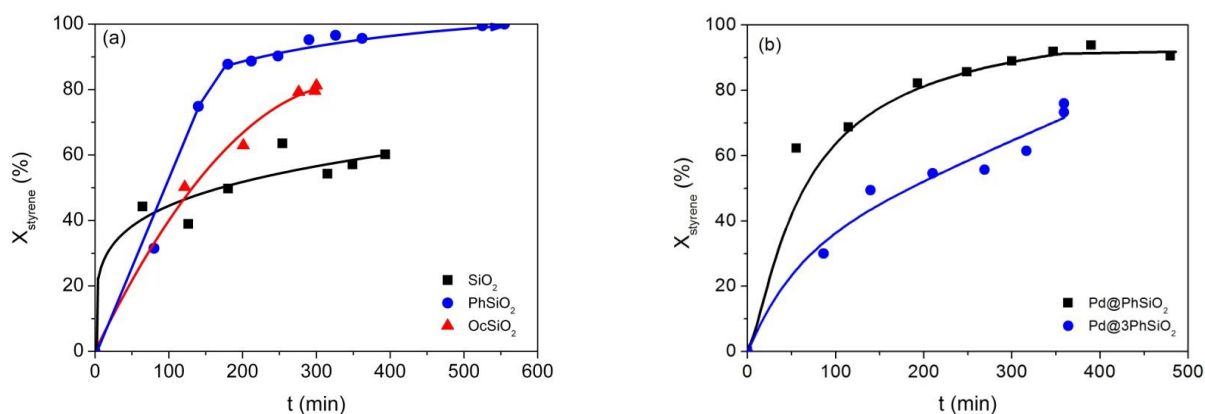 (a)
100
80
60
40
20
0
X_styrene (%)
0 100 200 300 400 500 600
t (min)
SiO₂
PhSiO₂
OcSiO₂
(b)
100
80
60
40
20
0
X_styrene (%)
0 100 200 300 400 500
t (min)
Pd@PhSiO₂
Pd@3PhSiO₂